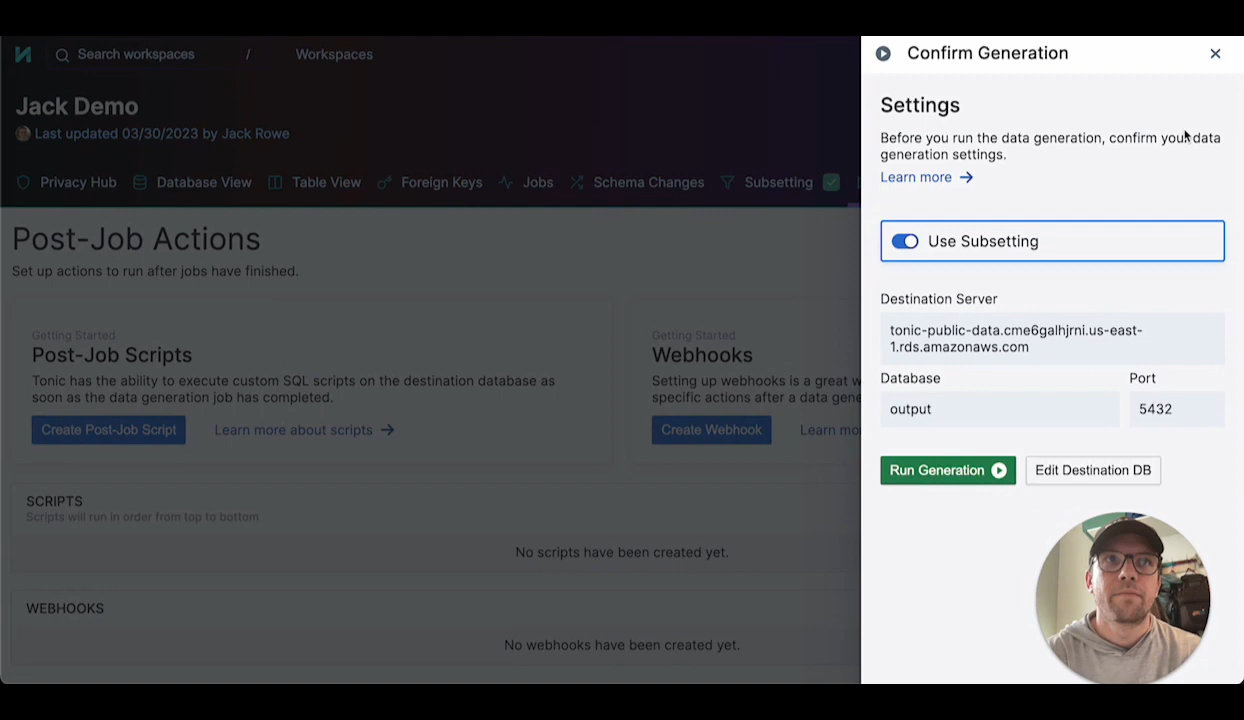 Search workspaces / Workspaces
Jack Demo
Last updated 03/30/2023 by Jack Rowe
Privacy Hub Database View Table View Foreign Keys Jobs Schema Changes Subsetting
Post-Job Actions
Set up actions to run after jobs have finished.
Getting Started
Post-Job Scripts
Tonic has the ability to execute custom SQL scripts on the destination database as
soon as the data generation job has completed.
Create Post-Job Script Learn more about scripts →
Getting Started
Webhooks
Setting up webhooks is a great w
specific actions after a data gene
Create Webhook Learn mo
SCRIPTS
Scripts will run in order from top to bottom
No scripts have been created yet.
WEBHOOKS
No webhooks have been created yet.
Confirm Generation
Settings
Before you run the data generation, confirm your data
generation settings.
Learn more →
Use Subsetting
Destination Server
tonic-public-data.cme6galhjrni.us-east-
1.rds.amazonaws.com
Database Port
output 5432
Run Generation Edit Destination DB